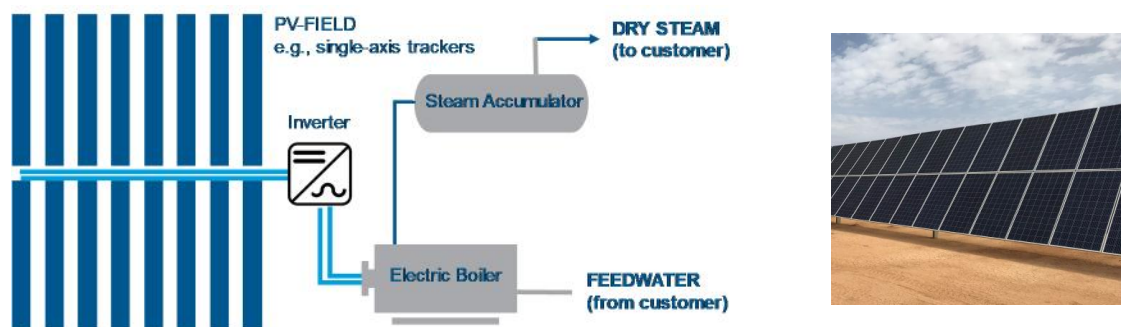 PV-FIELD
e.g., single-axis trackers
DRY STEAM
(to customer)
Steam Accumulator
Inverter
Electric Boiler
FEEDWATER
(from customer)